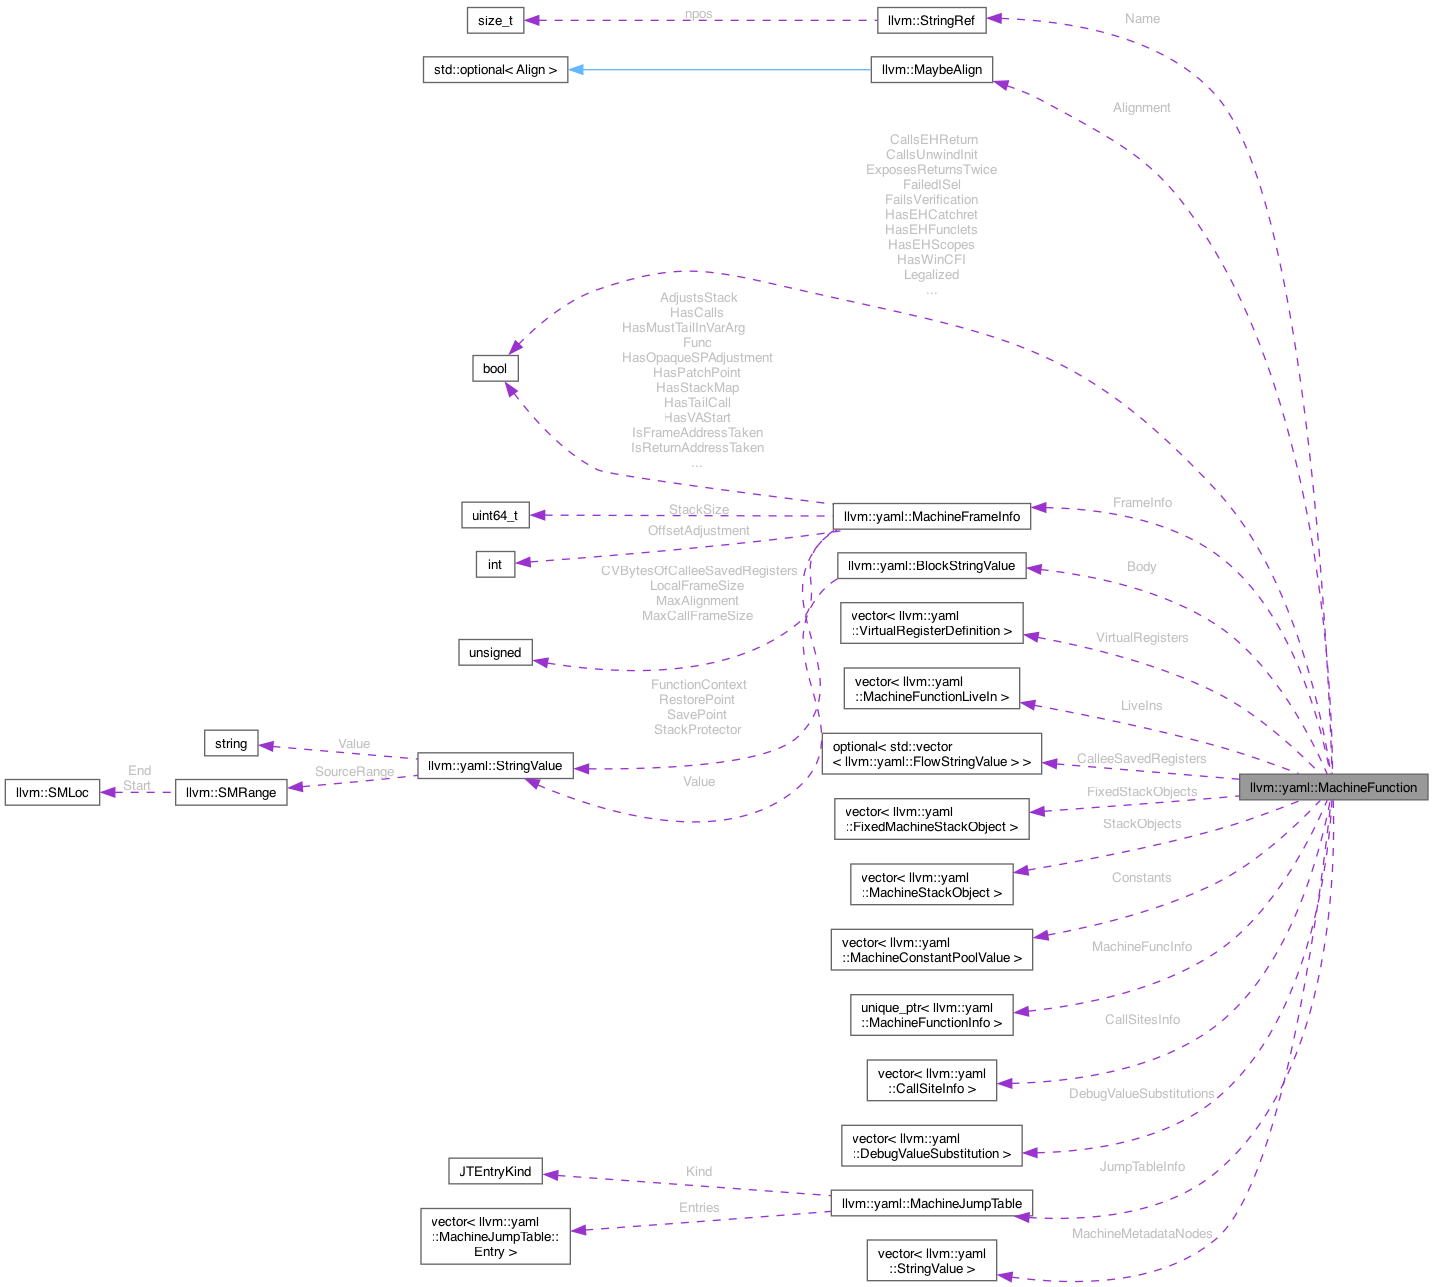 size_t
npos
llvm::StringRef
Name
std::optional< Align >
llvm::MaybeAlign
Alignment
CallsEHReturn
CallsUnwindInit
ExposesReturnsTwice
FailedISel
FailsVerification
HasEHCatchret
HasEHFunclets
HasEHScopes
HasWinCFI
Legalized
...
AdjustsStack
HasCalls
HasMustTailInVarArg
Func
HasOpaqueSPAdjustment
HasPatchPoint
HasStackMap
HasTailCall
HasVAStart
IsFrameAddressTaken
IsReturnAddressTaken
...
bool
uint64_t
StackSize
llvm::yaml::MachineFrameInfo
FrameInfo
OffsetAdjustment
int
CVBytesOfCalleeSavedRegisters
LocalFrameSize
MaxAlignment
MaxCallFrameSize
llvm::yaml::BlockStringValue
Body
vector< llvm::yaml
::VirtualRegisterDefinition >
VirtualRegisters
unsigned
vector< llvm::yaml
::MachineFunctionLiveIn >
LiveIns
FunctionContext
RestorePoint
SavePoint
StackProtector
string
Value
llvm::yaml::StringValue
optional< std::vector
< llvm::yaml::FlowStringValue > >
CalleeSavedRegisters
llvm::SMLoc
End
Start
llvm::SMRange
SourceRange
Value
llvm::yaml::MachineFunction
vector< llvm::yaml
::FixedMachineStackObject >
FixedStackObjects
StackObjects
vector< llvm::yaml
::MachineStackObject >
Constants
vector< llvm::yaml
::MachineConstantPoolValue >
MachineFuncInfo
unique_ptr< llvm::yaml
::MachineFunctionInfo >
CallSitesInfo
vector< llvm::yaml
::CallSiteInfo >
DebugValueSubstitutions
vector< llvm::yaml
::DebugValueSubstitution >
JTEntryKind
Kind
JumpTableInfo
llvm::yaml::MachineJumpTable
Entries
vector< llvm::yaml
::MachineJumpTable::
Entry >
MachineMetadataNodes
vector< llvm::yaml
::StringValue >